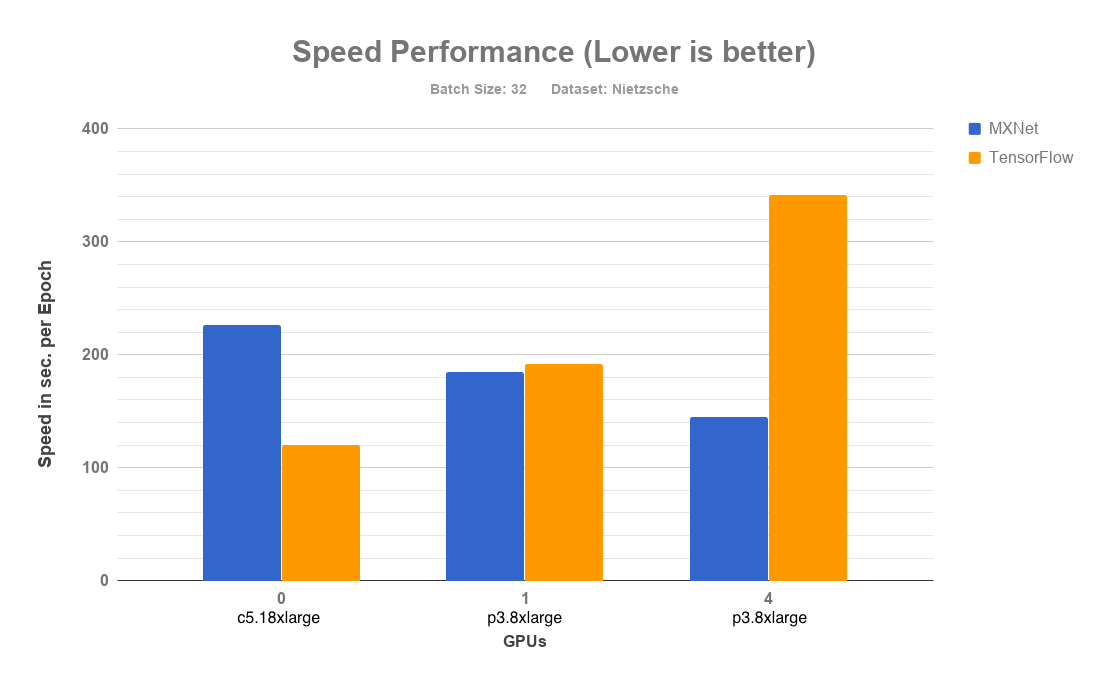 Speed Performance (Lower is better)
Batch Size: 32 Dataset: Nietzsche
MXNet
TensorFlow
Speed in sec. per Epoch
400
300
200
100
0
0 1 4
c5.18xlarge p3.8xlarge p3.8xlarge
GPUs